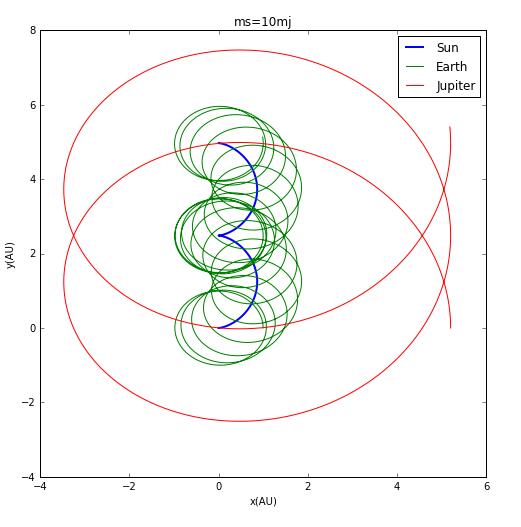 ms=10mj
Sun
Earth
Jupiter
8
6
4
2
0
−2
−4
y(AU)
−4 −2 0 2 4 6
x(AU)